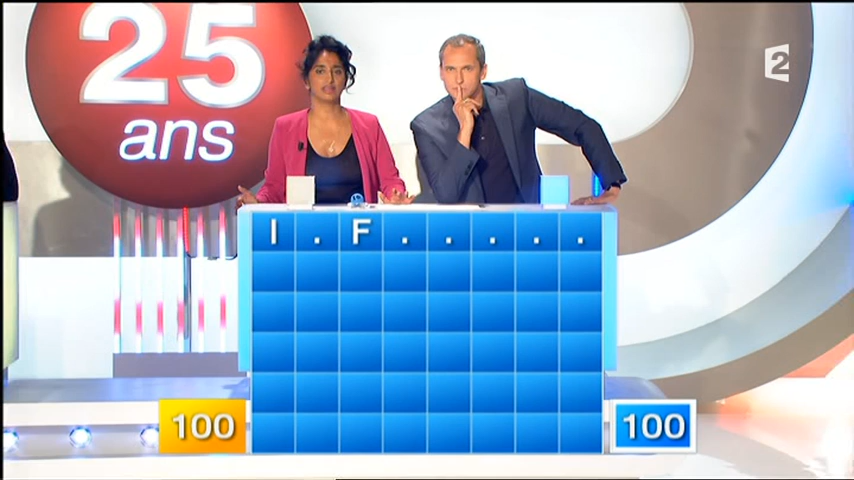 25
ans
2
I . F . . . . .
100
100